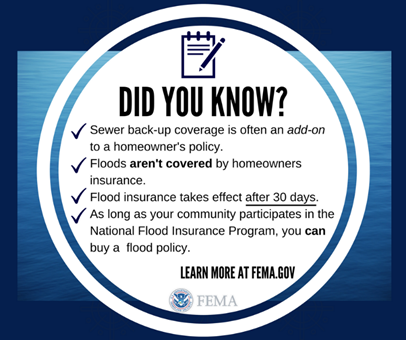 DID YOU KNOW?
Sewer back-up coverage is often an add-on
to a homeowner's policy.
Floods aren't covered by homeowners
insurance.
Flood insurance takes effect after 30 days.
As long as your community participates in the
National Flood Insurance Program, you can
buy a flood policy.
LEARN MORE AT FEMA.GOV
FEMA